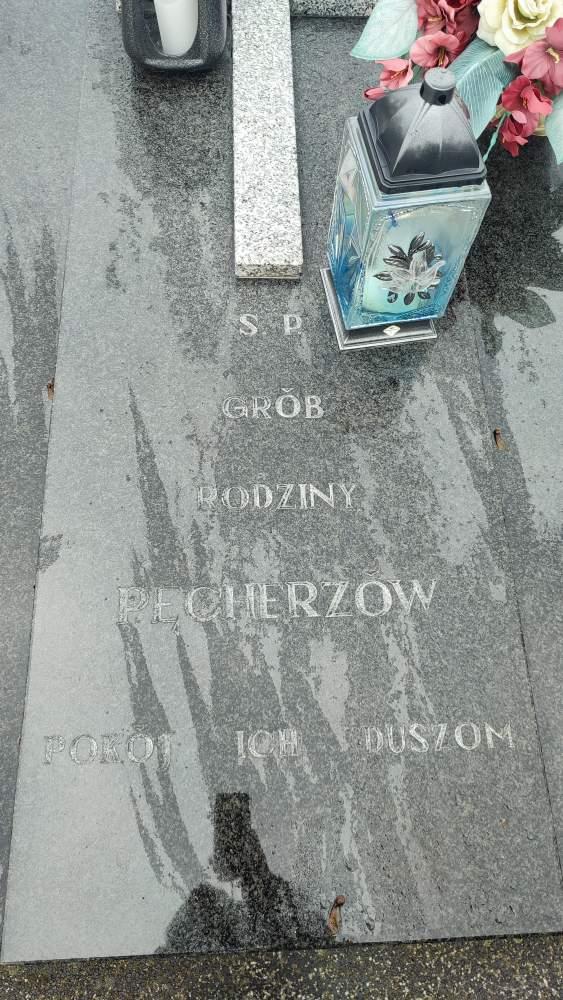 S P
GRÓB
RODZINY
PĘCHERZÓW
POKÓJ ICH DUSZOM